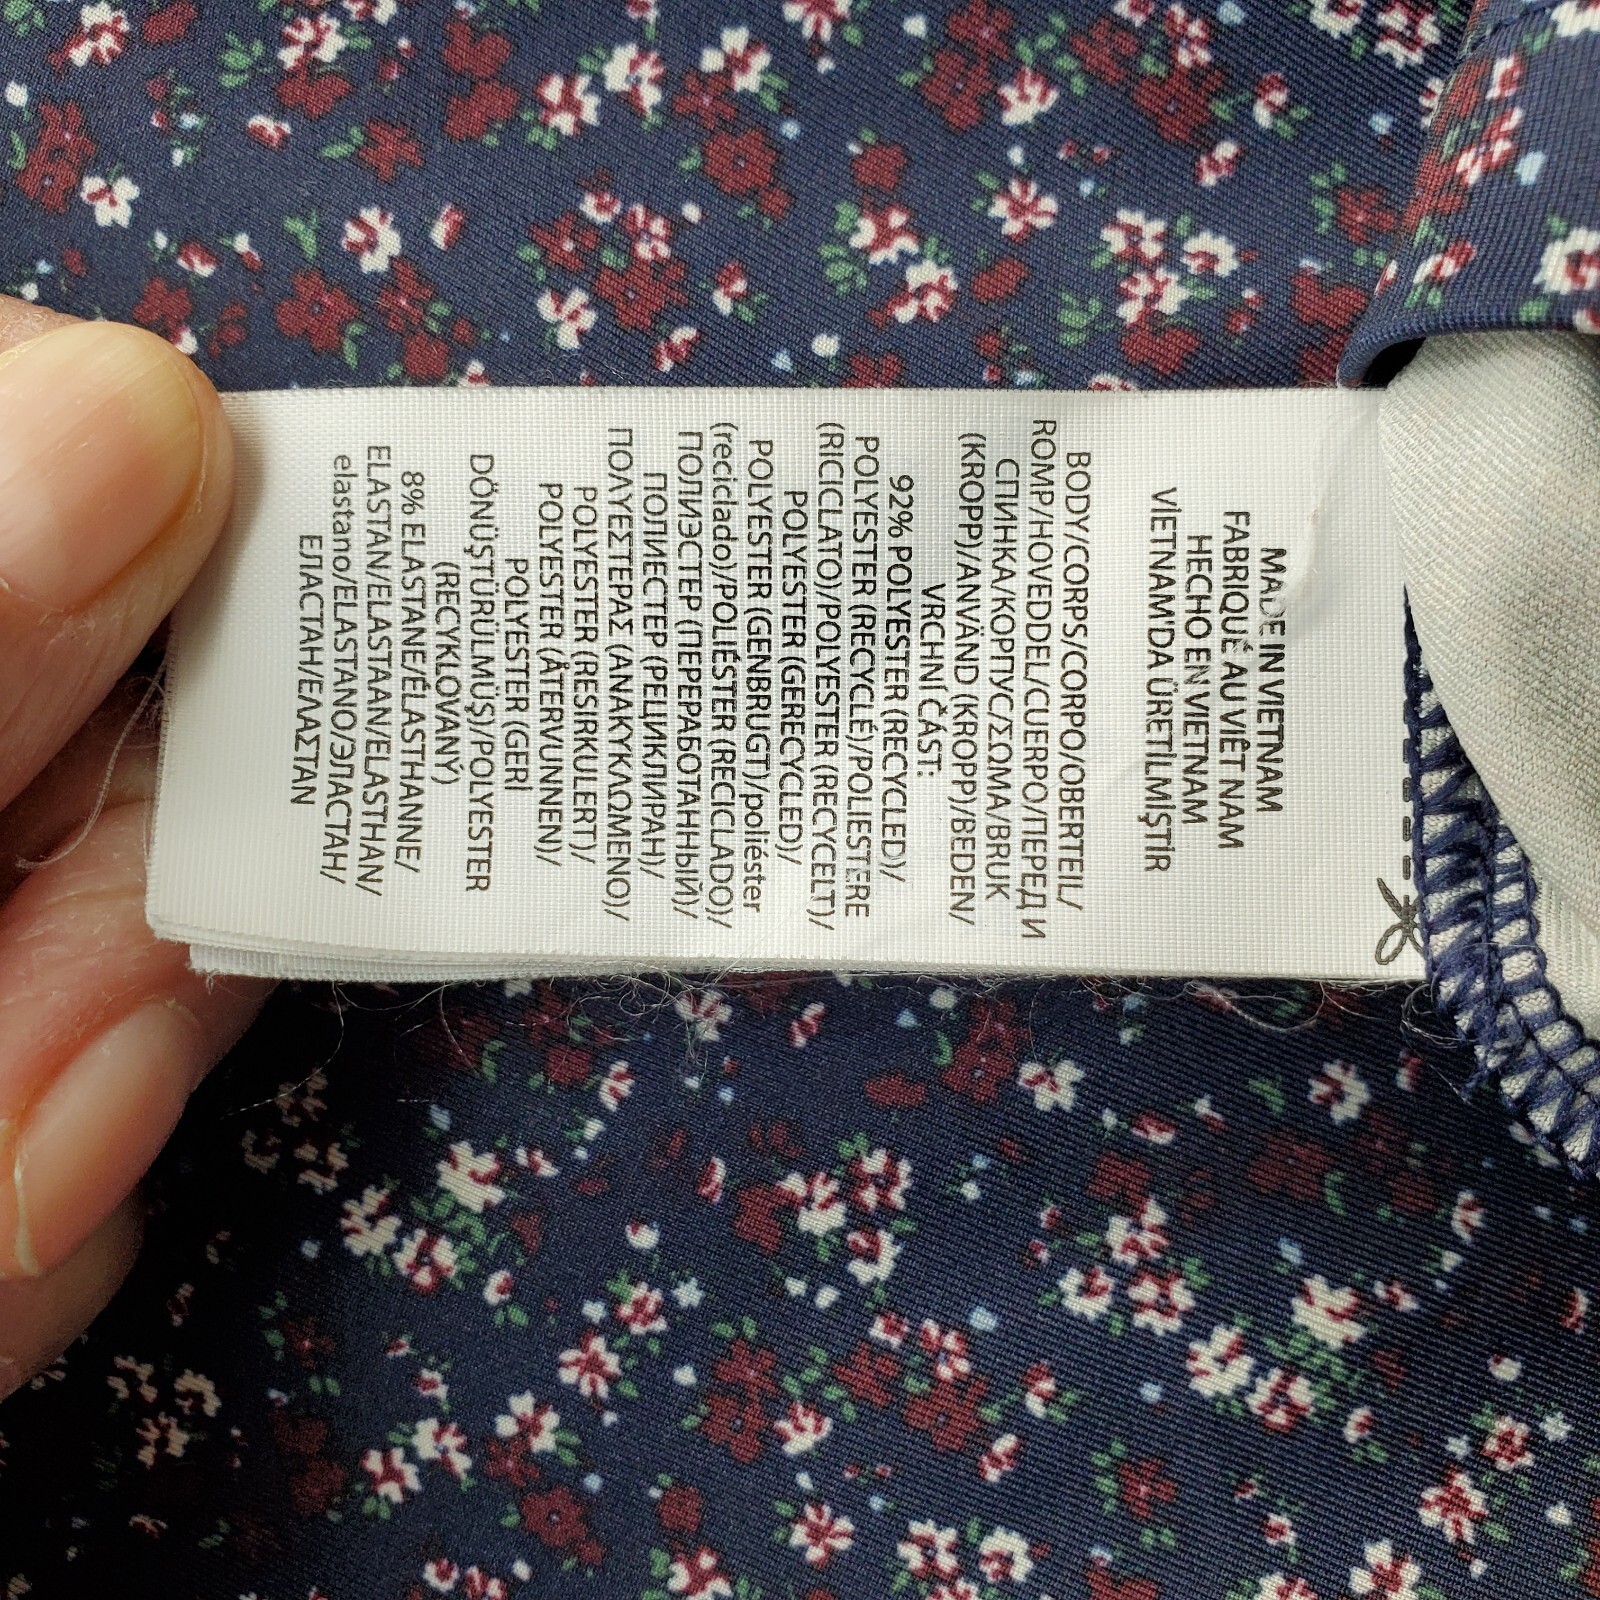 MADE IN VIETNAM
FABRIQUÉ AU VIÊT NAM
HECHO EN VIETNAM
VİETNAM'DA ÜRETİLMİŞTİR
BODY/CORPS/CORPO/OBERTEIL/
ROMP/HOVEDDEL/CUERPO/ПЕРЕД И
СПИНКА/КОРПУС/ΣΩΜΑ/BRUK
(KROPP)/ANVÄND (KROPP)/BEDEN/
VRCHNÍ ČÁST:
92% POLYESTER (RECYCLED)/
POLYESTER (RECYCLÉ)/POLIESTERE
(RICICLATO)/POLYESTER (RECYCELT)/
POLYESTER (GERECYCLED)/
POLYESTER (GENBRUGT)/poliéster
(reciclado)/POLIÉSTER (RECICLADO)/
ПОЛИЭСТЕР (ПЕРЕРАБОТАННЫЙ)/
ПОЛИЕСТЕР (РЕЦИКЛИРАН)/
ΠΟΛΥΕΣΤΕΡΑΣ (ΑΝΑΚΥΚΛΩΜΕΝΟ)/
POLYESTER (RESIRKULERT)/
POLYESTER (ÅTERVUNNEN)/
POLYESTER (GERİ
DÖNÜŞTÜRÜLMÜŞ)/POLYESTER
(RECYKLOVANÝ)
8% ELASTANE/ÉLASTHANNE/
ELASTAN/ELASTAAN/ELASTHAN/
elastano/ELASTANO/ЭЛАСТАН/
ЕЛАСТАН/ΕΛΑΣΤΑΝ